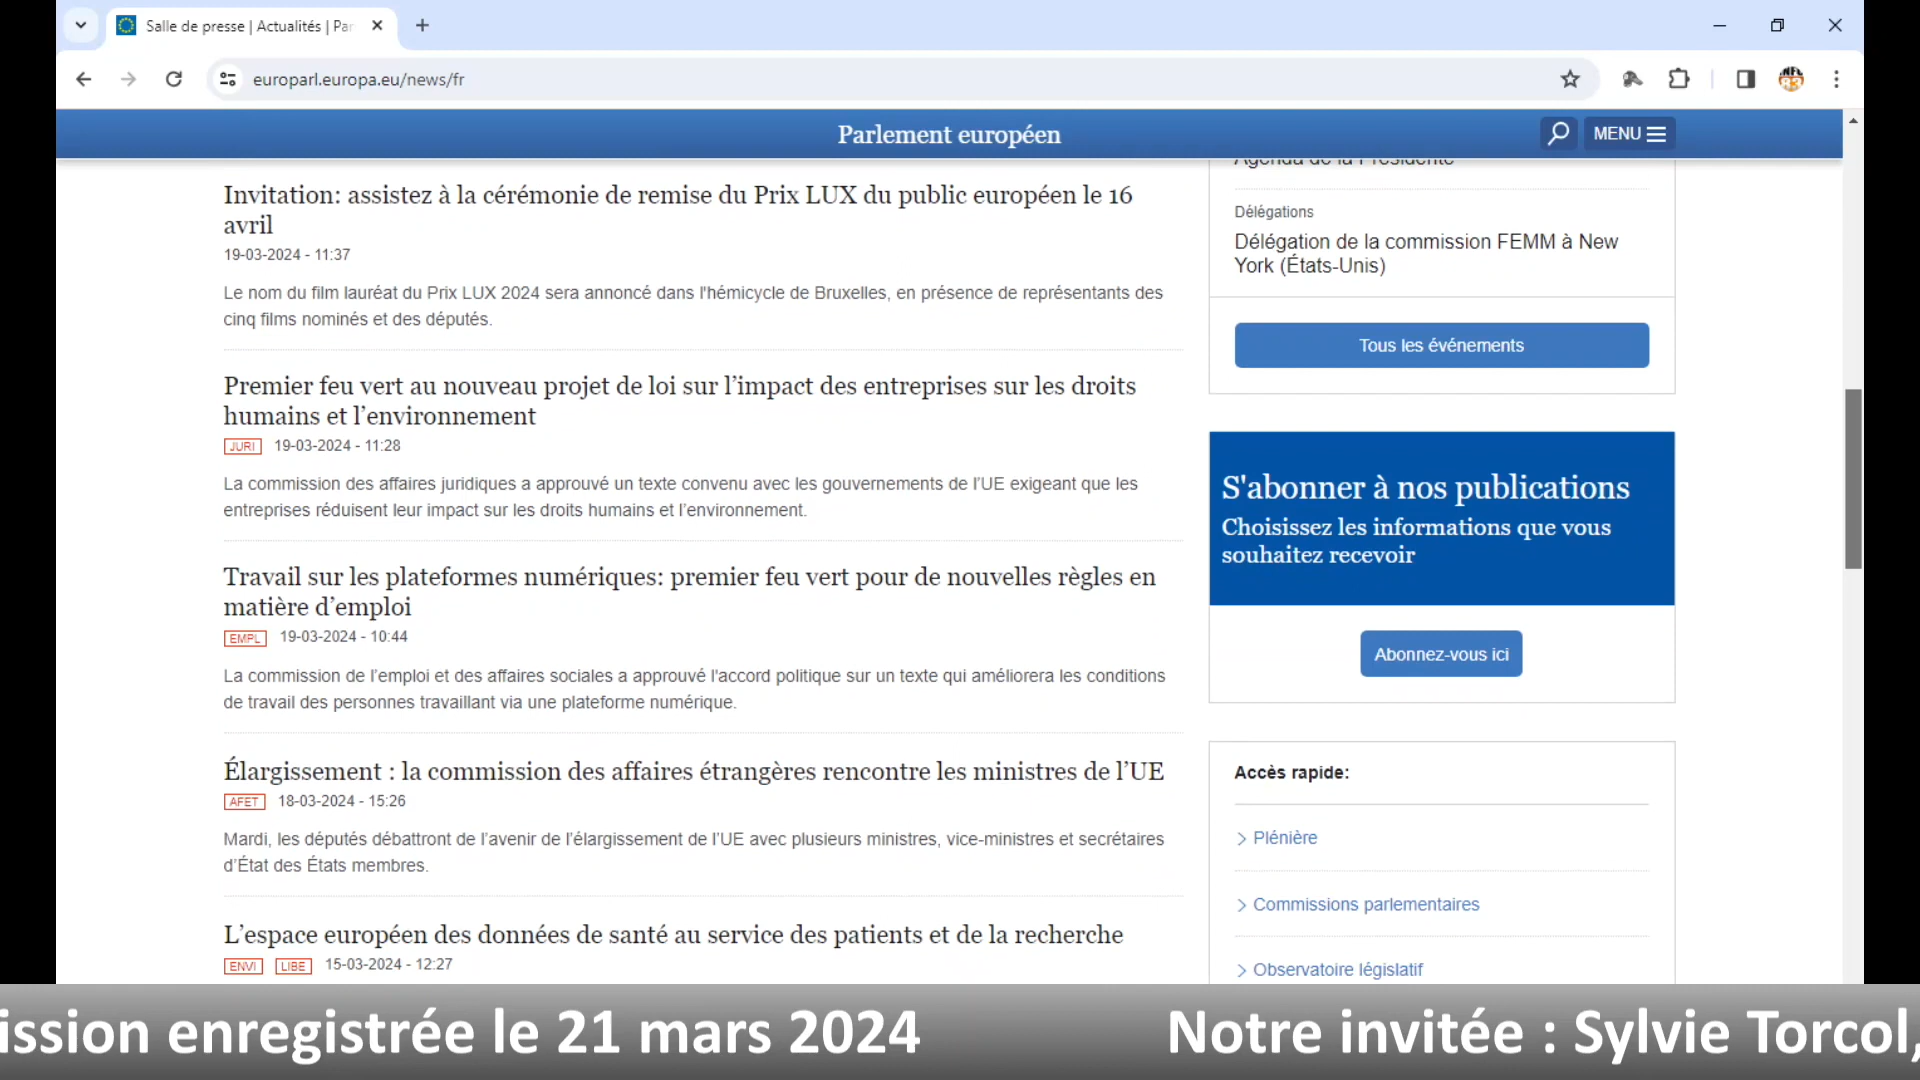 Salle de presse | Actualités | Par
europarl.europa.eu/news/fr
Parlement européen
MENU
Invitation: assistez à la cérémonie de remise du Prix LUX du public européen le 16
avril
19-03-2024 - 11:37
Le nom du film lauréat du Prix LUX 2024 sera annoncé dans l'hémicycle de Bruxelles, en présence de représentants des
cinq films nominés et des députés.
Premier feu vert au nouveau projet de loi sur l’impact des entreprises sur les droits
humains et l’environnement
JURI 19-03-2024 - 11:28
La commission des affaires juridiques a approuvé un texte convenu avec les gouvernements de l’UE exigeant que les
entreprises réduisent leur impact sur les droits humains et l’environnement.
Travail sur les plateformes numériques: premier feu vert pour de nouvelles règles en
matière d’emploi
EMPL 19-03-2024 - 10:44
La commission de l’emploi et des affaires sociales a approuvé l'accord politique sur un texte qui améliorera les conditions
de travail des personnes travaillant via une plateforme numérique.
Élargissement : la commission des affaires étrangères rencontre les ministres de l’UE
AFET 18-03-2024 - 15:26
Mardi, les députés débattront de l’avenir de l’élargissement de l’UE avec plusieurs ministres, vice-ministres et secrétaires
d’État des États membres.
L’espace européen des données de santé au service des patients et de la recherche
ENVI LIBE 15-03-2024 - 12:27
Agenda de la Présidente
Délégations
Délégation de la commission FEMM à New
York (États-Unis)
Tous les événements
S'abonner à nos publications
Choisissez les informations que vous
souhaitez recevoir
Abonnez-vous ici
Accès rapide:
Plénière
Commissions parlementaires
Observatoire législatif
ission enregistrée le 21 mars 2024 Notre invitée : Sylvie Torcol,